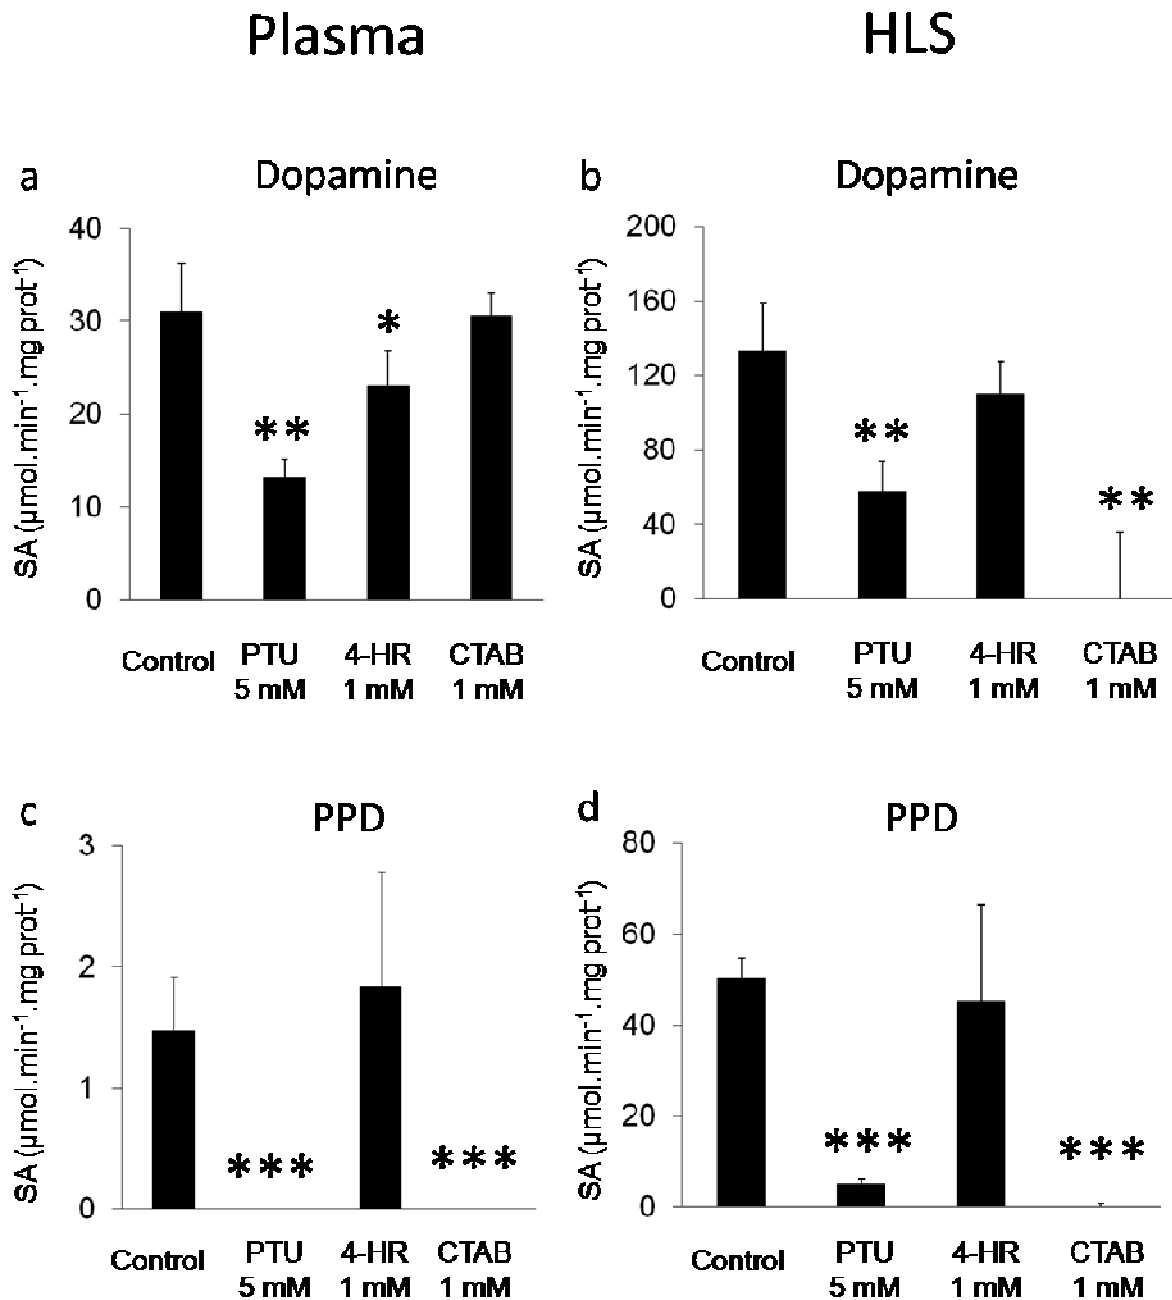 Plasma
HLS
a
Dopamine
SA (µmol.min⁻¹.mg prot⁻¹)
40
30
20
10
0
**
*
Control
PTU
5 mM
4-HR
1 mM
CTAB
1 mM
b
Dopamine
SA (µmol.min⁻¹.mg prot⁻¹)
200
160
120
80
40
0
**
**
Control
PTU
5 mM
4-HR
1 mM
CTAB
1 mM
c
PPD
SA (µmol.min⁻¹.mg prot⁻¹)
3
2
1
0
***
***
Control
PTU
5 mM
4-HR
1 mM
CTAB
1 mM
d
PPD
SA (µmol.min⁻¹.mg prot⁻¹)
80
60
40
20
0
***
***
Control
PTU
5 mM
4-HR
1 mM
CTAB
1 mM